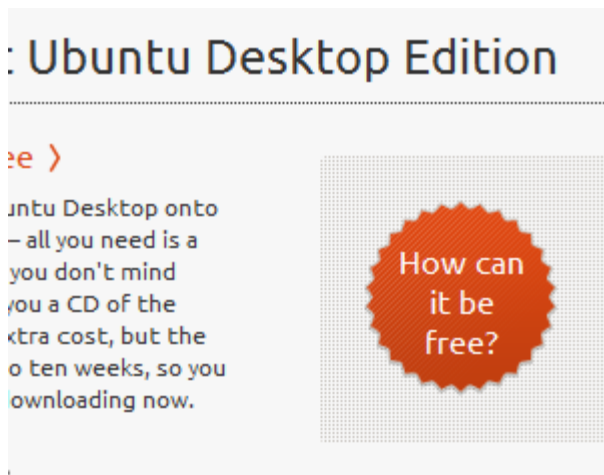 : Ubuntu Desktop Edition
ee
untu Desktop onto
– all you need is a
you don't mind
you a CD of the
xtra cost, but the
o ten weeks, so you
ownloading now.
How can
it be
free?